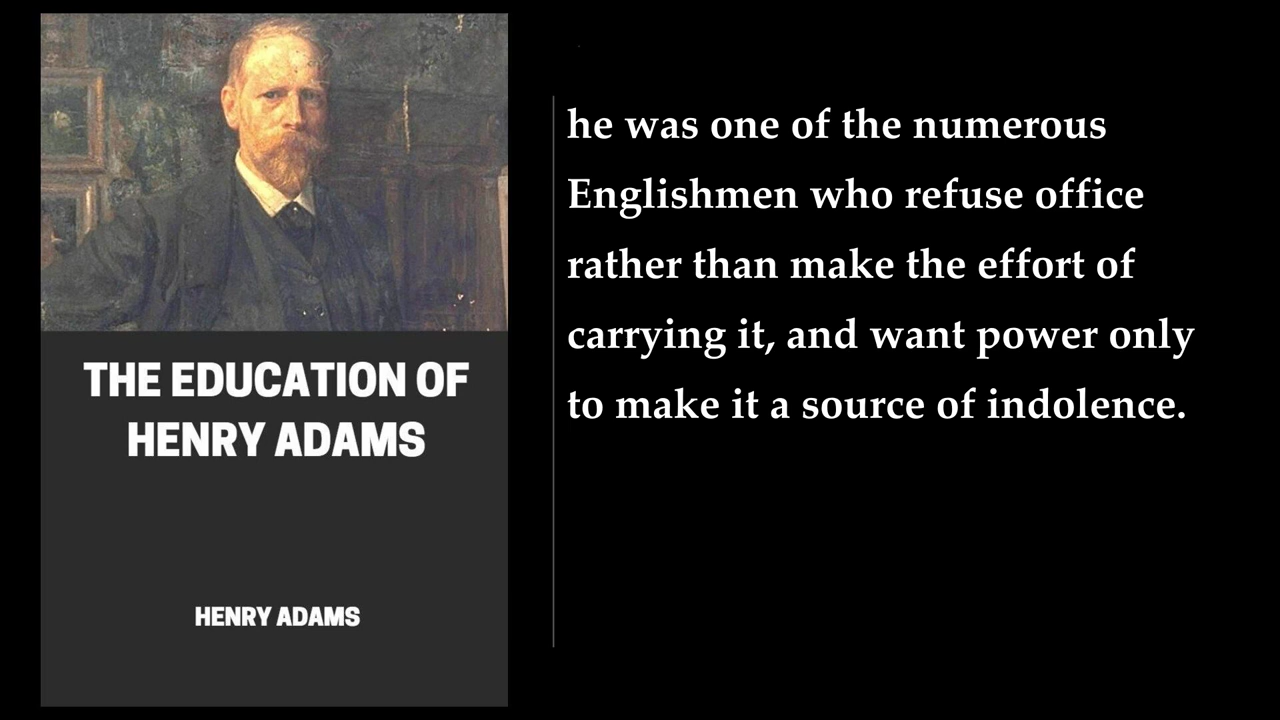 THE EDUCATION OF
HENRY ADAMS
HENRY ADAMS
he was one of the numerous
Englishmen who refuse office
rather than make the effort of
carrying it, and want power only
to make it a source of indolence.